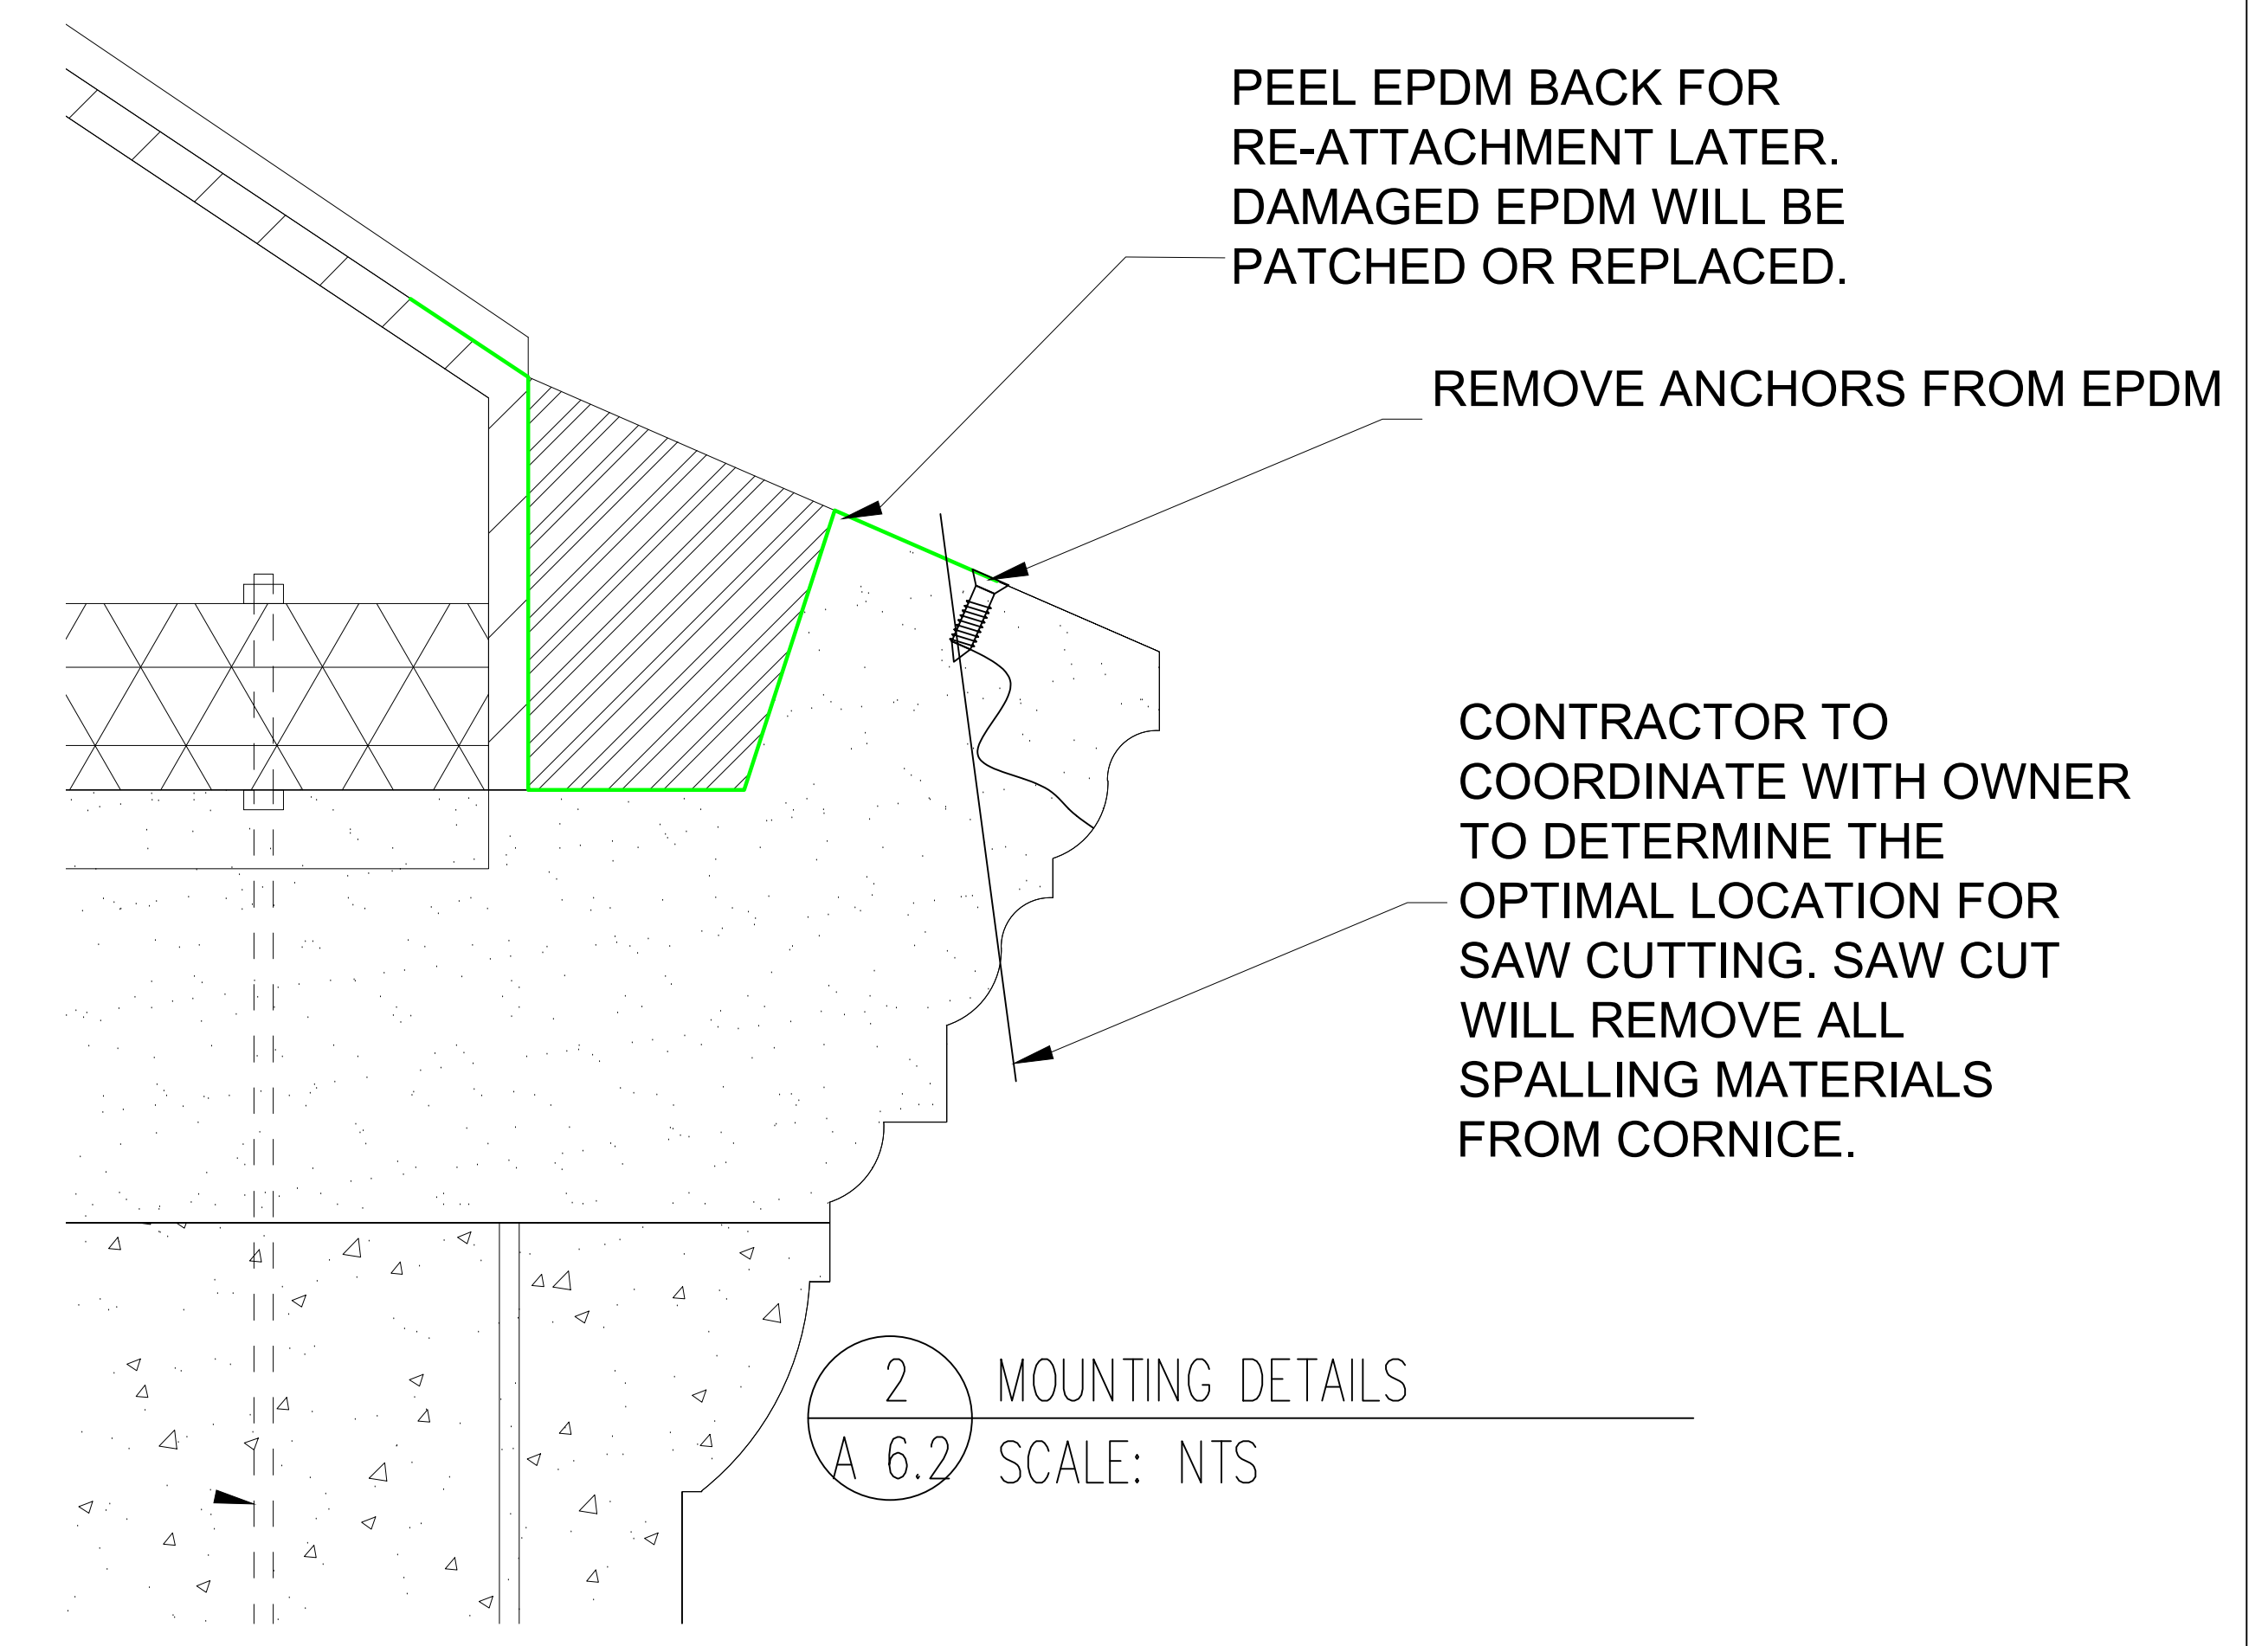 PEEL EPDM BACK FOR
RE-ATTACHMENT LATER.
DAMAGED EPDM WILL BE
PATCHED OR REPLACED.
REMOVE ANCHORS FROM EPDM
CONTRACTOR TO
COORDINATE WITH OWNER
TO DETERMINE THE
OPTIMAL LOCATION FOR
SAW CUTTING. SAW CUT
WILL REMOVE ALL
SPALLING MATERIALS
FROM CORNICE.
2 MOUNTING DETAILS
A 6.2 SCALE: NTS